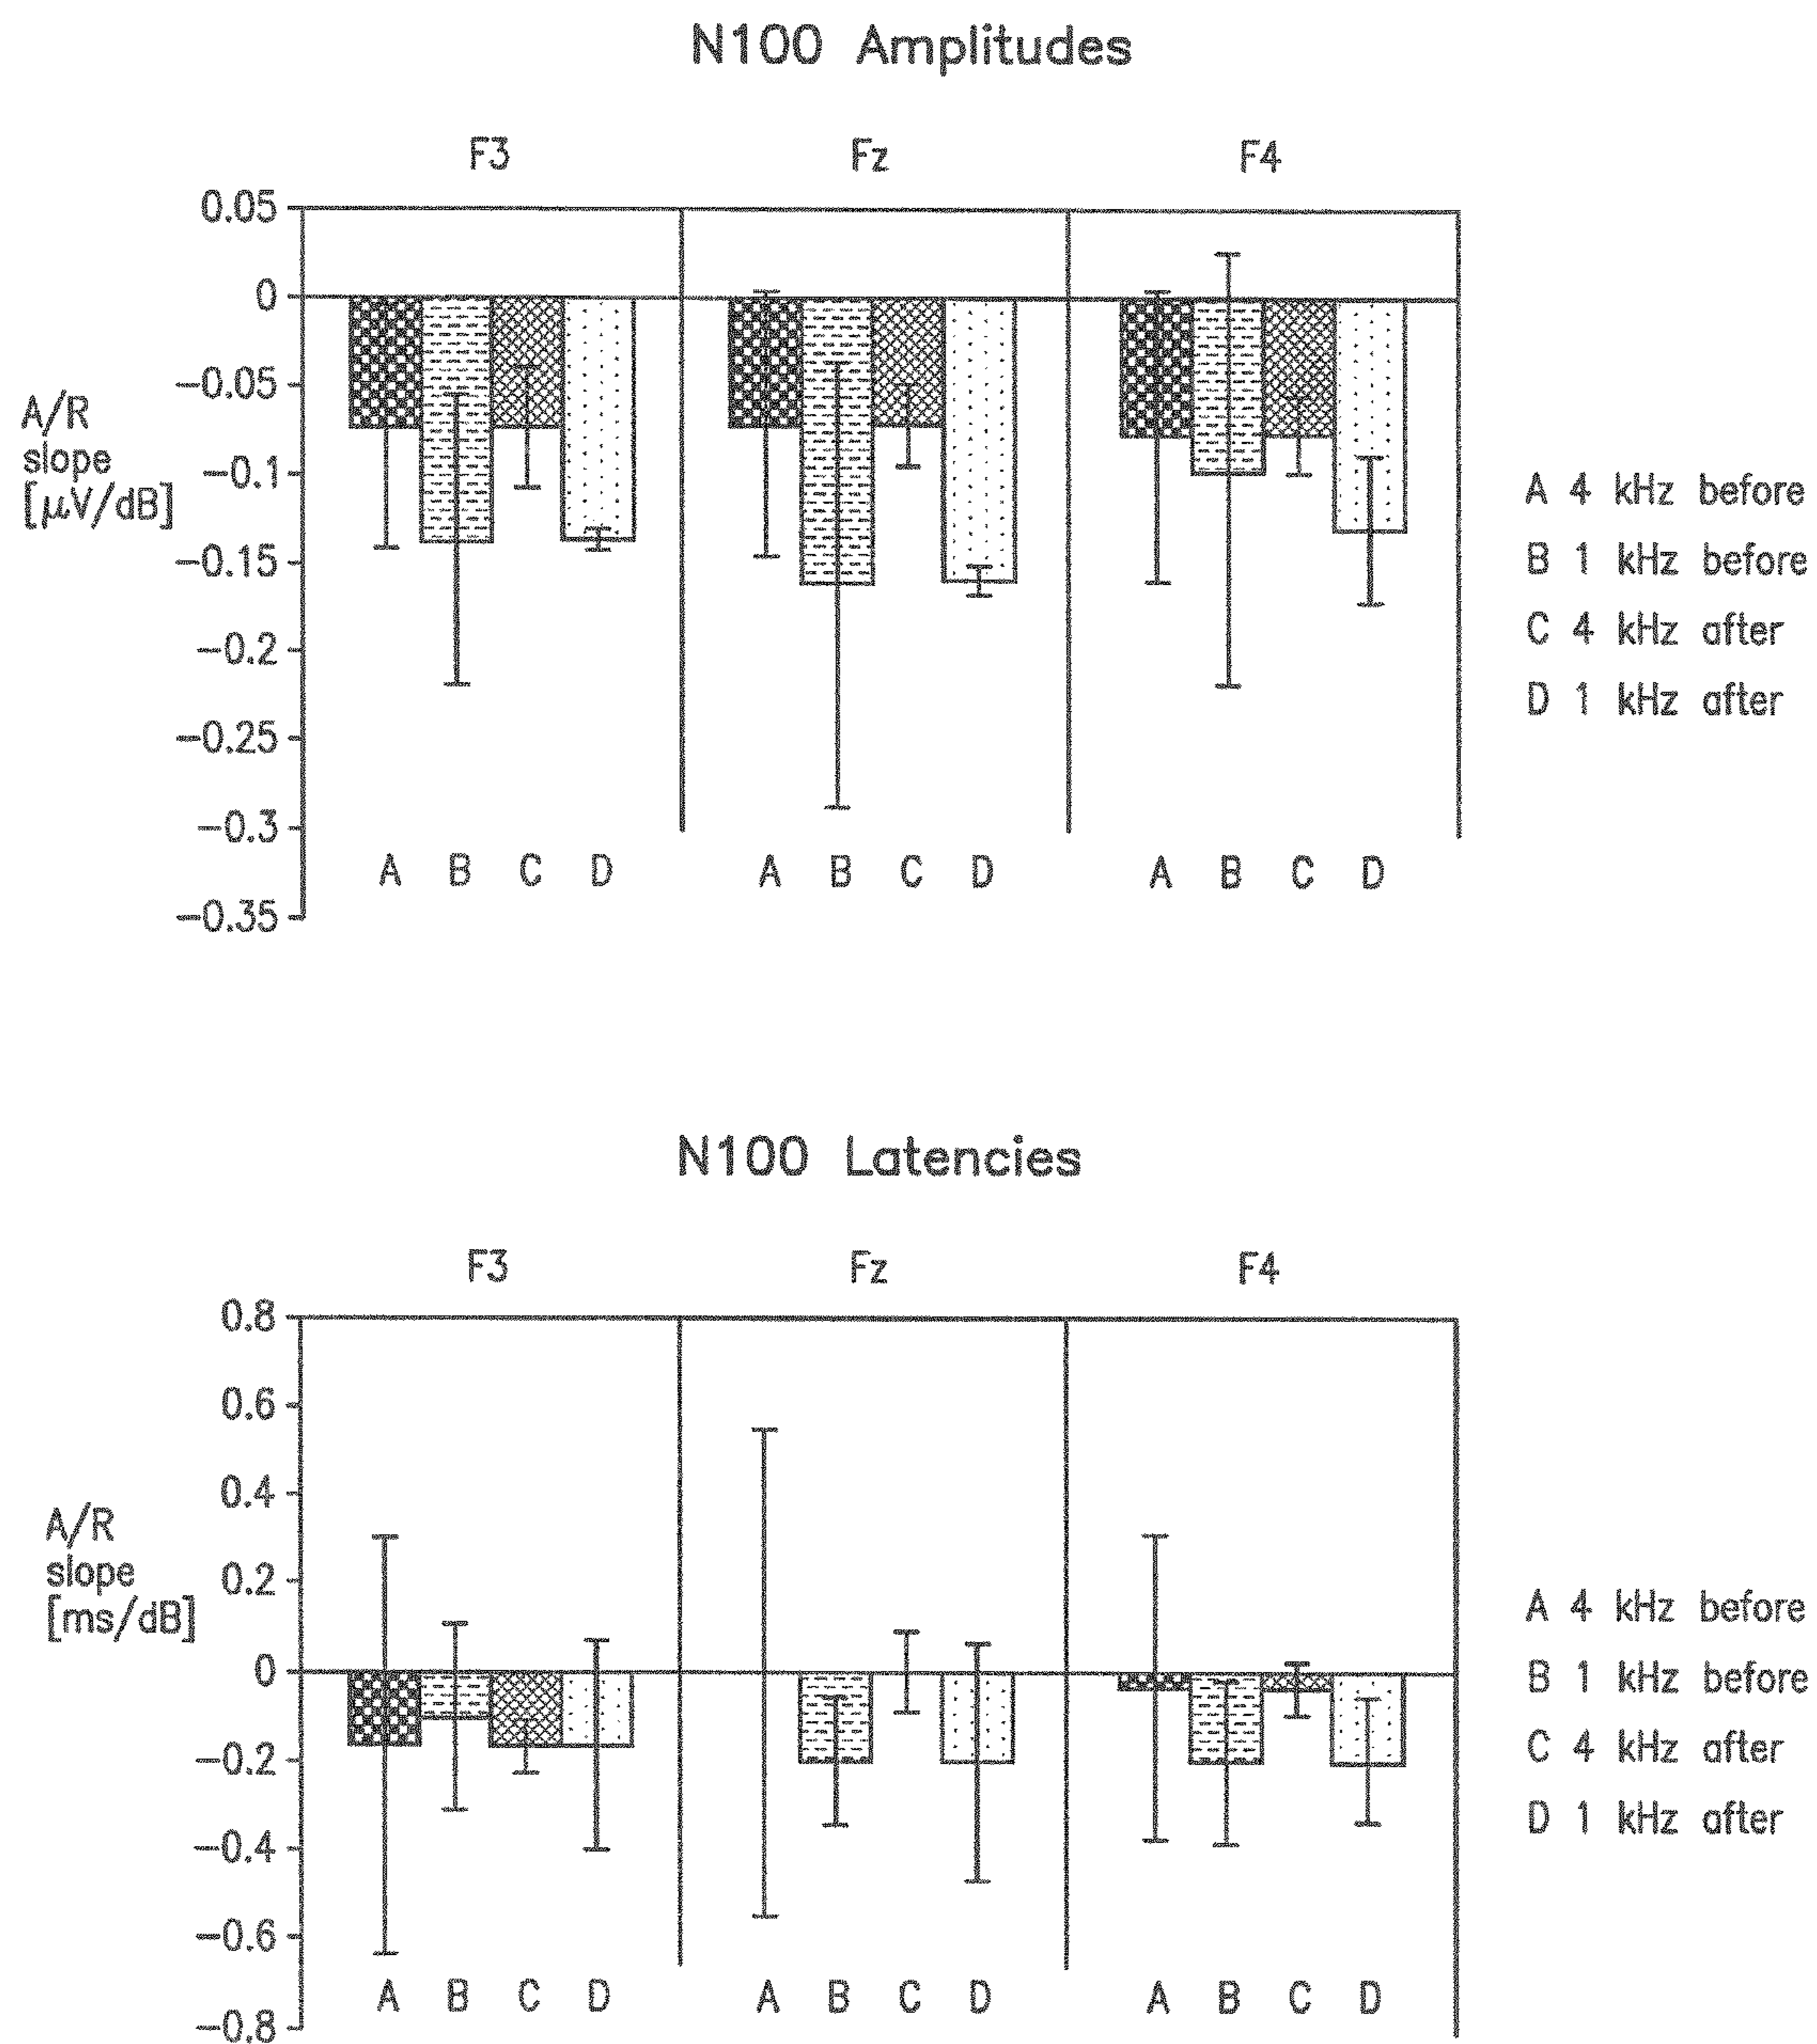 N100 Amplitudes
F3 Fz F4
0.05
0
−0.05
−0.1
−0.15
−0.2
−0.25
−0.3
−0.35
A/R
slope
[μV/dB]
A B C D A B C D A B C D
A 4 kHz before
B 1 kHz before
C 4 kHz after
D 1 kHz after
N100 Latencies
F3 Fz F4
0.8
0.6
0.4
0.2
0
−0.2
−0.4
−0.6
−0.8
A/R
slope
[ms/dB]
A B C D A B C D A B C D
A 4 kHz before
B 1 kHz before
C 4 kHz after
D 1 kHz after